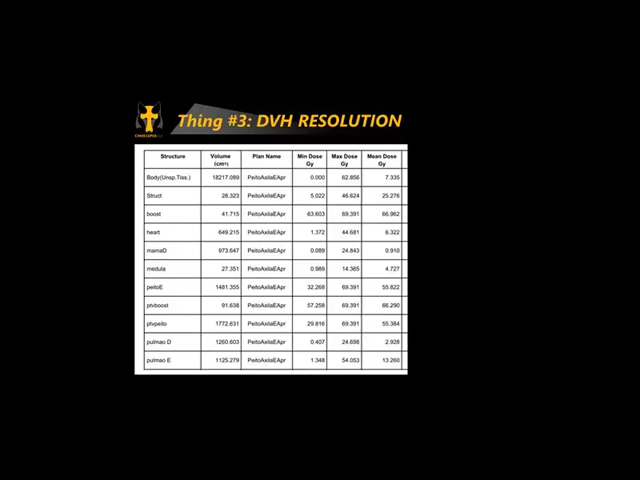 CANIS LUPUS LLC
Thing #3: DVH RESOLUTION
Structure Volume (cm³) Plan Name Min Dose Gy Max Dose Gy Mean Dose Gy
Body(Unsp.Tiss.) 18217.089 PeitoAxilaEApr 0.000 62.856 7.335
Struct 28.323 PeitoAxilaEApr 5.022 46.624 25.276
boost 41.715 PeitoAxilaEApr 63.603 69.391 66.962
heart 649.215 PeitoAxilaEApr 1.372 44.681 6.322
mamaD 973.647 PeitoAxilaEApr 0.089 24.843 0.910
medula 27.351 PeitoAxilaEApr 0.989 14.365 4.727
peitoE 1481.355 PeitoAxilaEApr 32.268 69.391 55.822
ptvboost 91.638 PeitoAxilaEApr 57.258 69.391 66.290
ptvpeito 1772.631 PeitoAxilaEApr 29.816 69.391 55.384
pulmao D 1260.603 PeitoAxilaEApr 0.407 24.698 2.928
pulmao E 1125.279 PeitoAxilaEApr 1.348 54.053 13.260